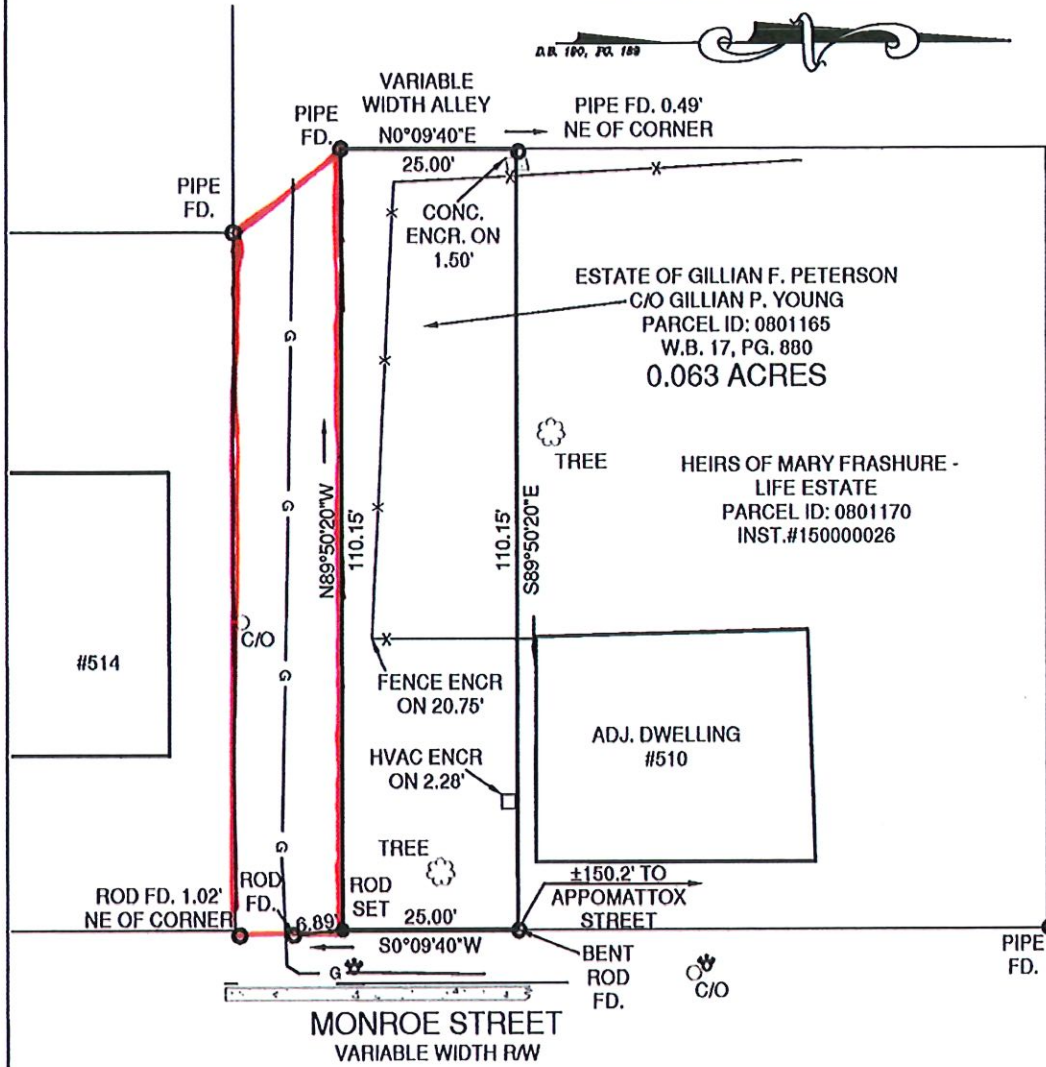 D.B. 190, PG. 189
VARIABLE
WIDTH ALLEY
PIPE
FD.
N0°09'40"E
25.00'
PIPE FD. 0.49'
NE OF CORNER
PIPE
FD.
CONC.
ENCR. ON
1.50'
ESTATE OF GILLIAN F. PETERSON
C/O GILLIAN P. YOUNG
PARCEL ID: 0801165
W.B. 17, PG. 880
0.063 ACRES
G
TREE
HEIRS OF MARY FRASHURE -
LIFE ESTATE
PARCEL ID: 0801170
INST.#150000026
G
N89°50'20"W
110.15'
110.15'
S89°50'20"E
C/O
#514
G
FENCE ENCR
ON 20.75'
ADJ. DWELLING
#510
HVAC ENCR
ON 2.28'
G
TREE
ROD FD. 1.02'
NE OF CORNER
ROD
FD.
6.89'
ROD
SET
25.00'
S0°09'40"W
±150.2' TO
APPOMATTOX
STREET
BENT
ROD
FD.
PIPE
FD.
G
C/O
MONROE STREET
VARIABLE WIDTH R/W